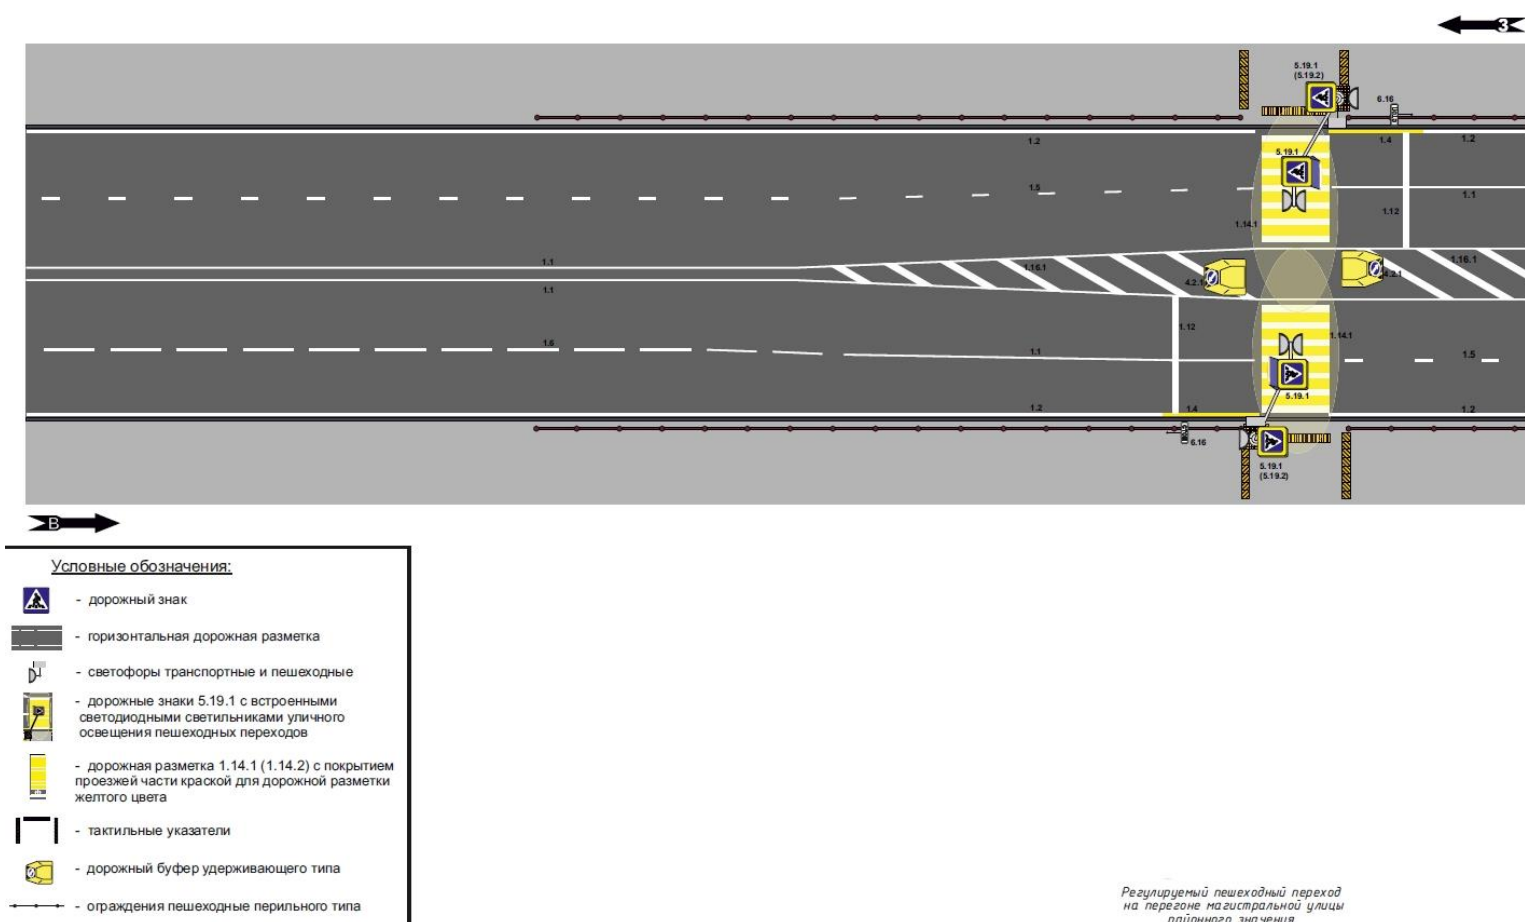 З
5.19.1
(5.19.2)
6.16
1.2
1.4
1.2
5.19.1
1.5
1.1
1.12
1.14.1
1.1
1.16.1
1.16.1
4.2.1
4.2.1
1.1
1.12
1.14.1
1.6
1.1
1.5
5.19.1
1.2
1.4
1.2
6.16
5.19.1
(5.19.2)
В
Условные обозначения:
- дорожный знак
- горизонтальная дорожная разметка
- светофоры транспортные и пешеходные
- дорожные знаки 5.19.1 с встроенными
светодиодными светильниками уличного
освещения пешеходных переходов
- дорожная разметка 1.14.1 (1.14.2) с покрытием
проезжей части краской для дорожной разметки
желтого цвета
- тактильные указатели
- дорожный буфер удерживающего типа
- ограждения пешеходные перильного типа
Регулируемый пешеходный переход
на перегоне магистральной улицы
районного значения